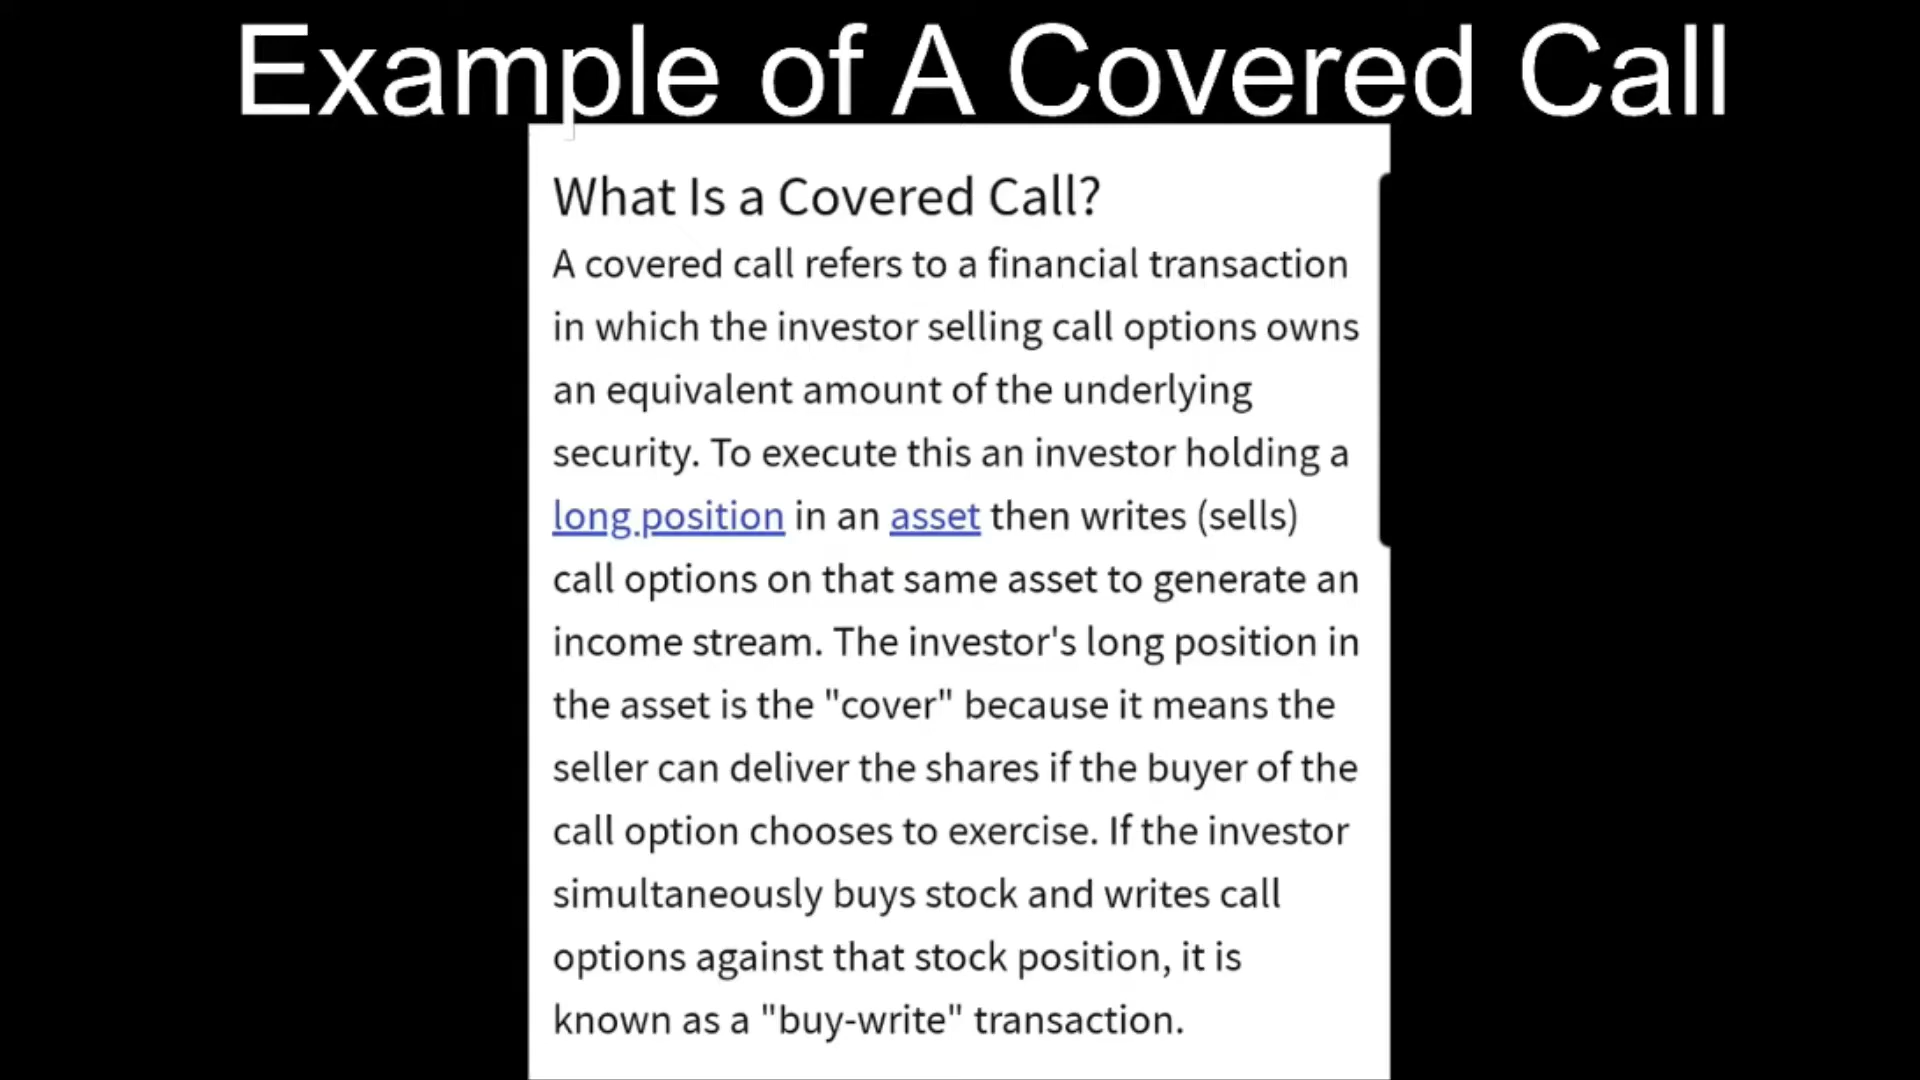 Example of A Covered Call
What Is a Covered Call?
A covered call refers to a financial transaction
in which the investor selling call options owns
an equivalent amount of the underlying
security. To execute this an investor holding a
long position in an asset then writes (sells)
call options on that same asset to generate an
income stream. The investor's long position in
the asset is the "cover" because it means the
seller can deliver the shares if the buyer of the
call option chooses to exercise. If the investor
simultaneously buys stock and writes call
options against that stock position, it is
known as a "buy-write" transaction.